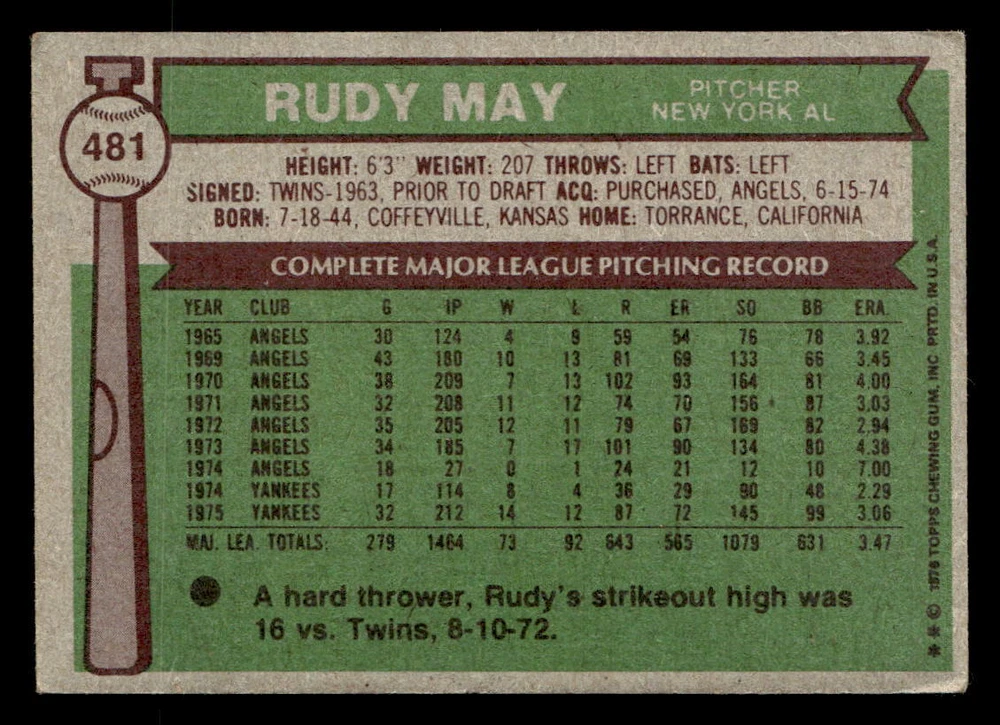 481
RUDY MAY
PITCHER
NEW YORK AL
HEIGHT: 6'3" WEIGHT: 207 THROWS: LEFT BATS: LEFT
SIGNED: TWINS-1963, PRIOR TO DRAFT ACQ: PURCHASED, ANGELS, 6-15-74
BORN: 7-18-44, COFFEYVILLE, KANSAS HOME: TORRANCE, CALIFORNIA
COMPLETE MAJOR LEAGUE PITCHING RECORD
YEAR CLUB G IP W L R ER SO BB ERA
1965 ANGELS 30 124 4 9 59 54 76 78 3.92
1969 ANGELS 43 180 10 13 81 69 133 66 3.45
1970 ANGELS 38 209 7 13 102 93 164 81 4.00
1971 ANGELS 32 208 11 12 74 70 156 87 3.03
1972 ANGELS 35 205 12 11 79 67 169 82 2.94
1973 ANGELS 34 185 7 17 101 90 134 80 4.38
1974 ANGELS 18 27 0 1 24 21 12 10 7.00
1974 YANKEES 17 114 8 4 36 29 90 48 2.29
1975 YANKEES 32 212 14 12 87 72 145 99 3.06
MAJ. LEA. TOTALS: 279 1464 73 92 643 565 1079 631 3.47
A hard thrower, Rudy's strikeout high was
16 vs. Twins, 8-10-72.
* * © 1976 TOPPS CHEWING GUM, INC PRTD. IN U.S.A.